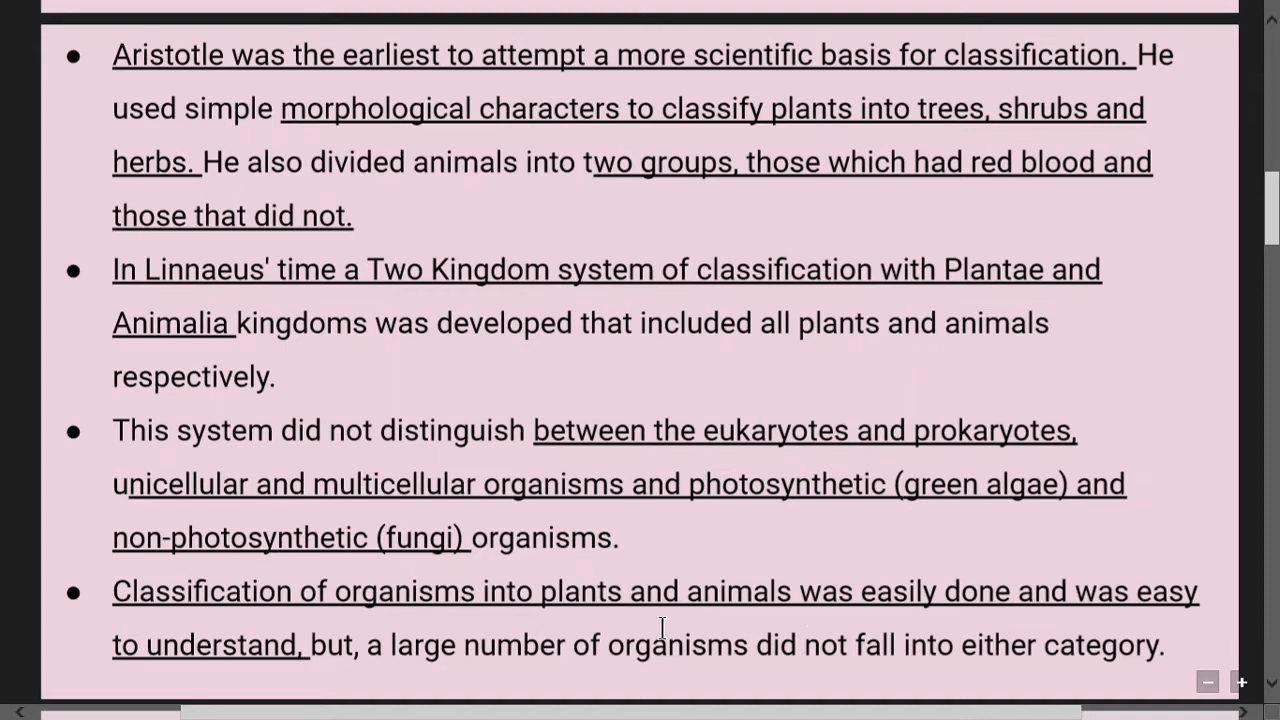 ● Aristotle was the earliest to attempt a more scientific basis for classification. He
used simple morphological characters to classify plants into trees, shrubs and
herbs. He also divided animals into two groups, those which had red blood and
those that did not.
● In Linnaeus' time a Two Kingdom system of classification with Plantae and
Animalia kingdoms was developed that included all plants and animals
respectively.
● This system did not distinguish between the eukaryotes and prokaryotes,
unicellular and multicellular organisms and photosynthetic (green algae) and
non-photosynthetic (fungi) organisms.
● Classification of organisms into plants and animals was easily done and was easy
to understand, but, a large number of organisms did not fall into either category.